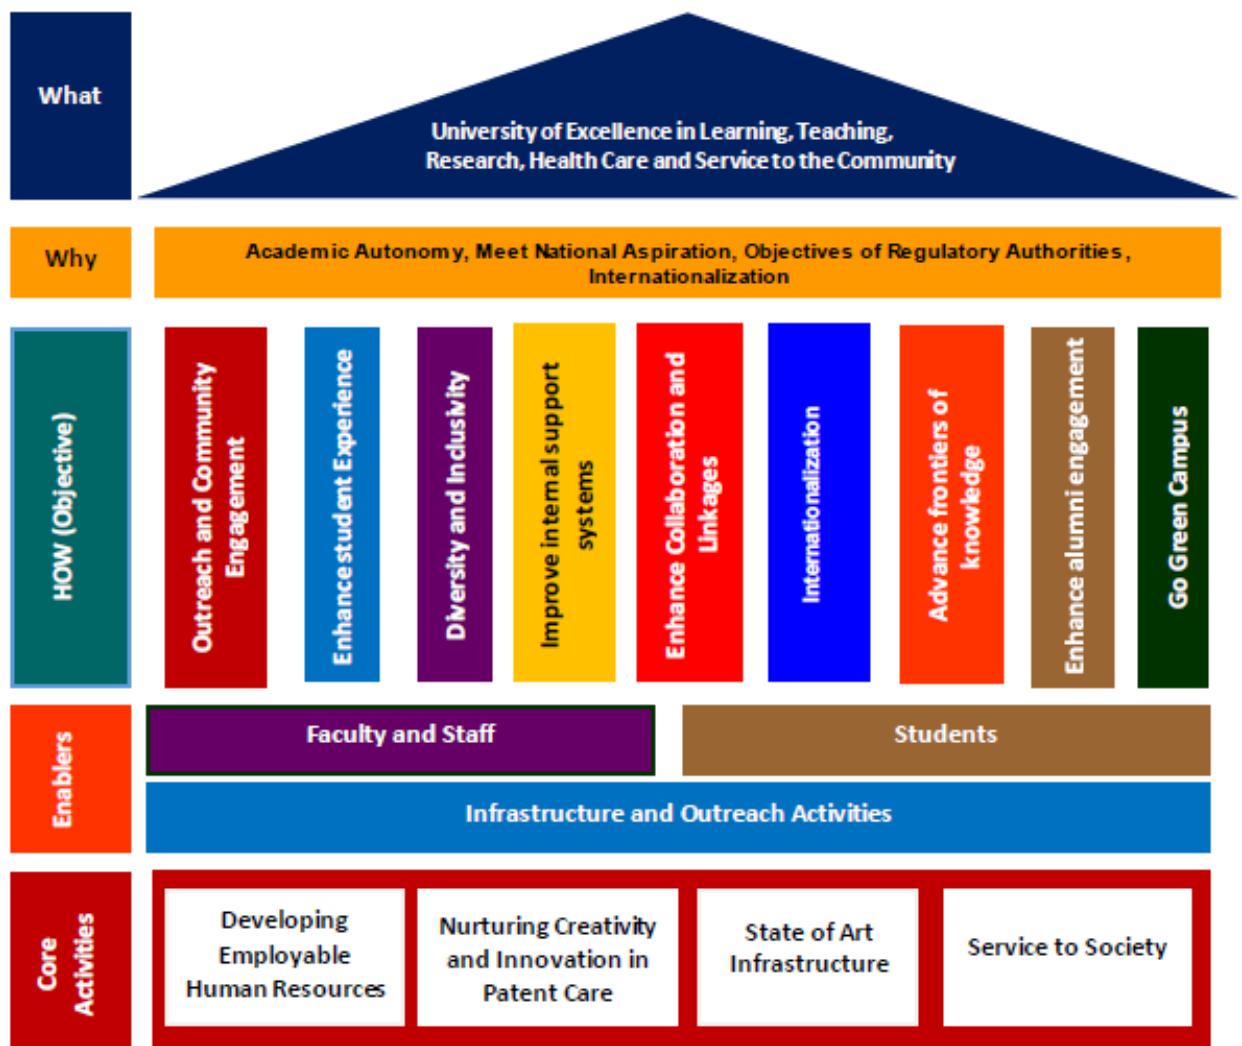 What
University of Excellence in Learning, Teaching,
Research, Health Care and Service to the Community
Why
Academic Autonomy, Meet National Aspiration, Objectives of Regulatory Authorities,
Internationalization
HOW (Objective)
Outreach and Community
Engagement
Enhance student Experience
Diversity and Inclusivity
Improve internal support
systems
Enhance Collaboration and
Linkages
Internationalization
Advance frontiers of
knowledge
Enhance alumni engagement
Go Green Campus
Enablers
Faculty and Staff
Students
Infrastructure and Outreach Activities
Core
Activities
Developing
Employable
Human Resources
Nurturing Creativity
and Innovation in
Patent Care
State of Art
Infrastructure
Service to Society